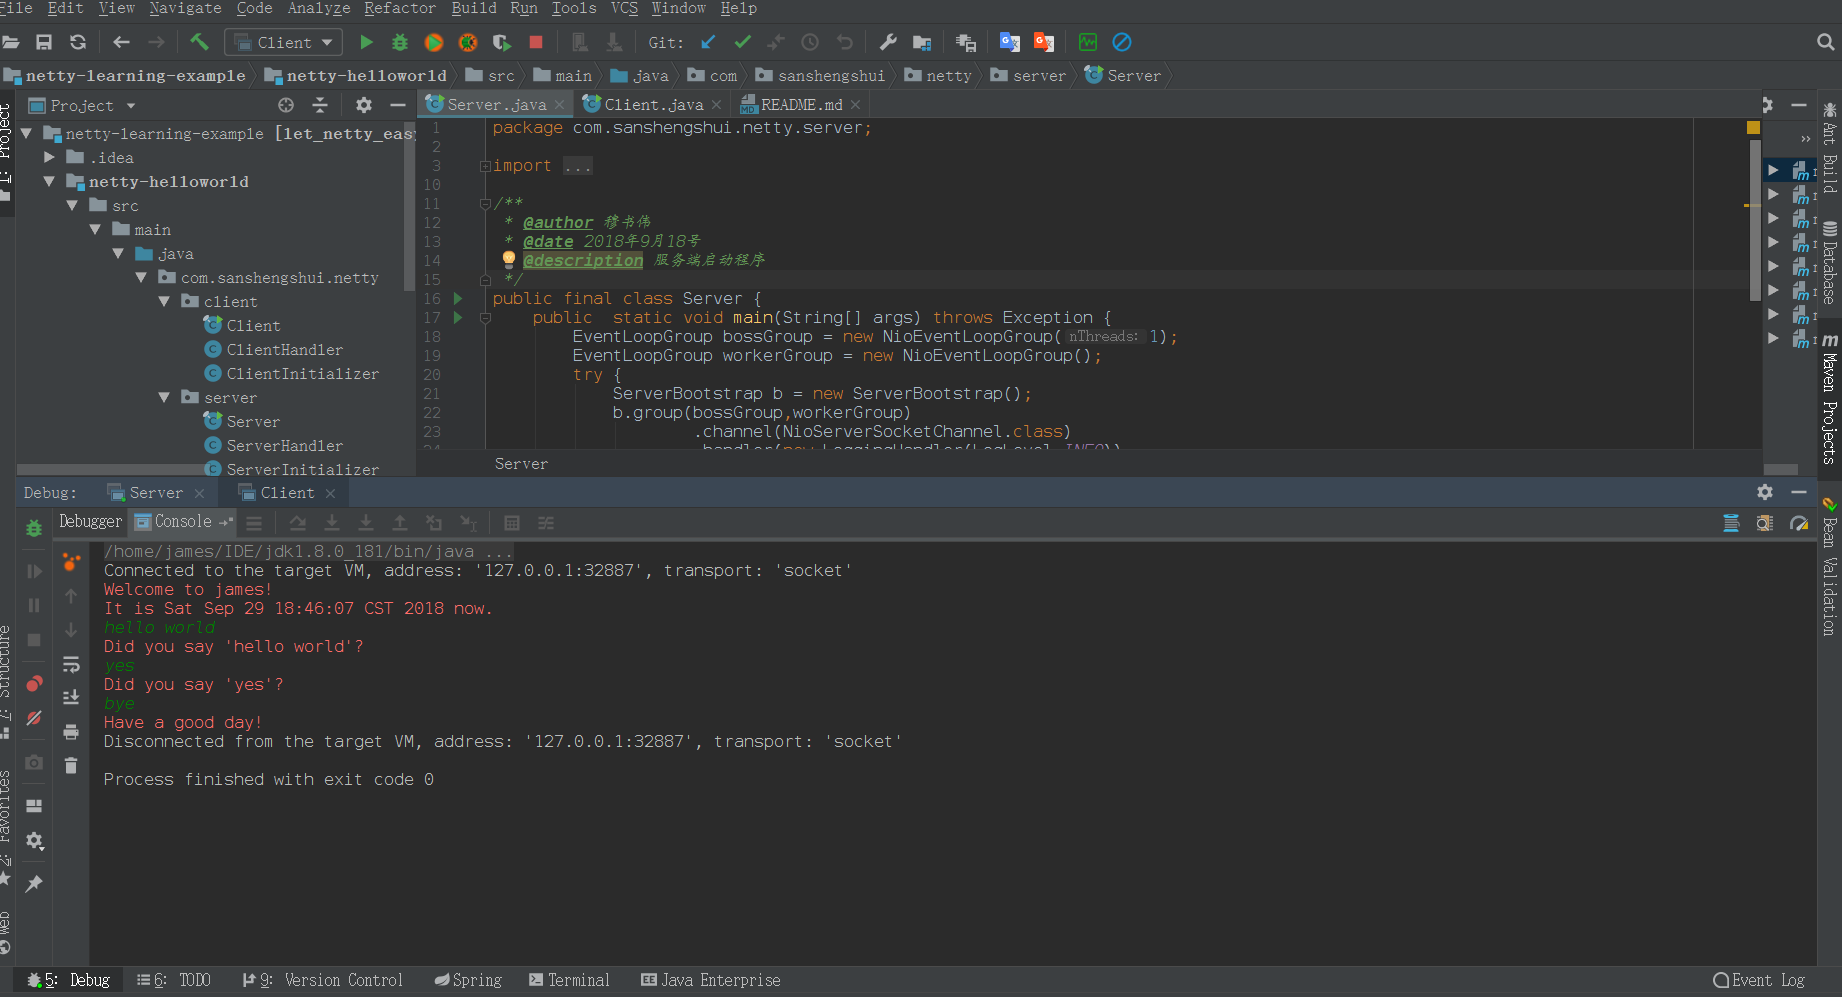 File Edit View Navigate Code Analyze Refactor Build Run Tools VCS Window Help
Client Git:
netty-learning-example netty-helloworld src main java com sanshengshui netty server Server
Project
Server.java Client.java README.md
netty-learning-example [let_netty_easy
.idea
netty-helloworld
src
main
java
com.sanshengshui.netty
client
Client
ClientHandler
ClientInitializer
server
Server
ServerHandler
ServerInitializer
1 package com.sanshengshui.netty.server;
2
3 import ...
10
11 /**
12 * @author 穆书伟
13 * @date 2018年9月18号
14 * @description 服务端启动程序
15 */
16 public final class Server {
17 public static void main(String[] args) throws Exception {
18 EventLoopGroup bossGroup = new NioEventLoopGroup( nThreads: 1);
19 EventLoopGroup workerGroup = new NioEventLoopGroup();
20 try {
21 ServerBootstrap b = new ServerBootstrap();
22 b.group(bossGroup,workerGroup)
23 .channel(NioServerSocketChannel.class)
24 .handler(new LoggingHandler(LogLevel.INFO))
Server
Debug: Server Client
Debugger Console
/home/james/IDE/jdk1.8.0_181/bin/java ...
Connected to the target VM, address: '127.0.0.1:32887', transport: 'socket'
Welcome to james!
It is Sat Sep 29 18:46:07 CST 2018 now.
hello world
Did you say 'hello world'?
yes
Did you say 'yes'?
bye
Have a good day!
Disconnected from the target VM, address: '127.0.0.1:32887', transport: 'socket'
Process finished with exit code 0
1: Project
7: Structure
2: Favorites
Web
Ant Build
Database
Maven Projects
Bean Validation
5: Debug 6: TODO 9: Version Control Spring Terminal Java Enterprise Event Log